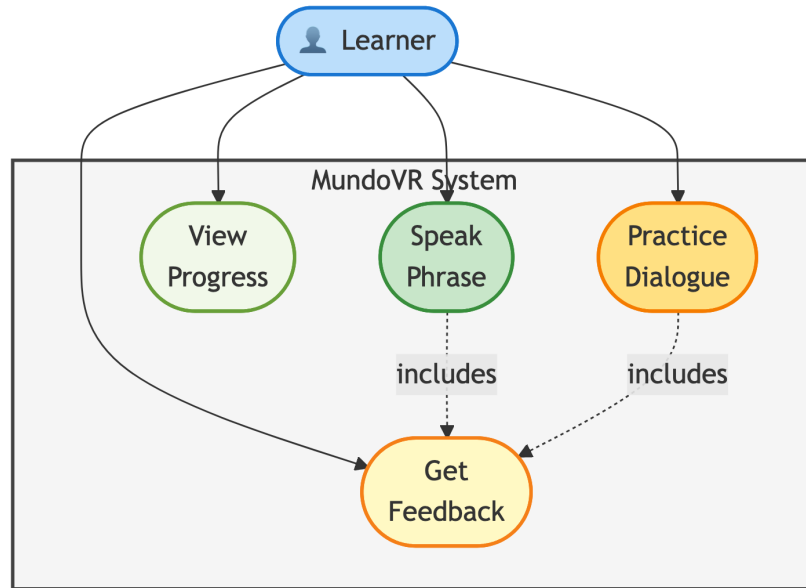 Learner
MundoVR System
View
Progress
Speak
Phrase
Practice
Dialogue
includes
includes
Get
Feedback